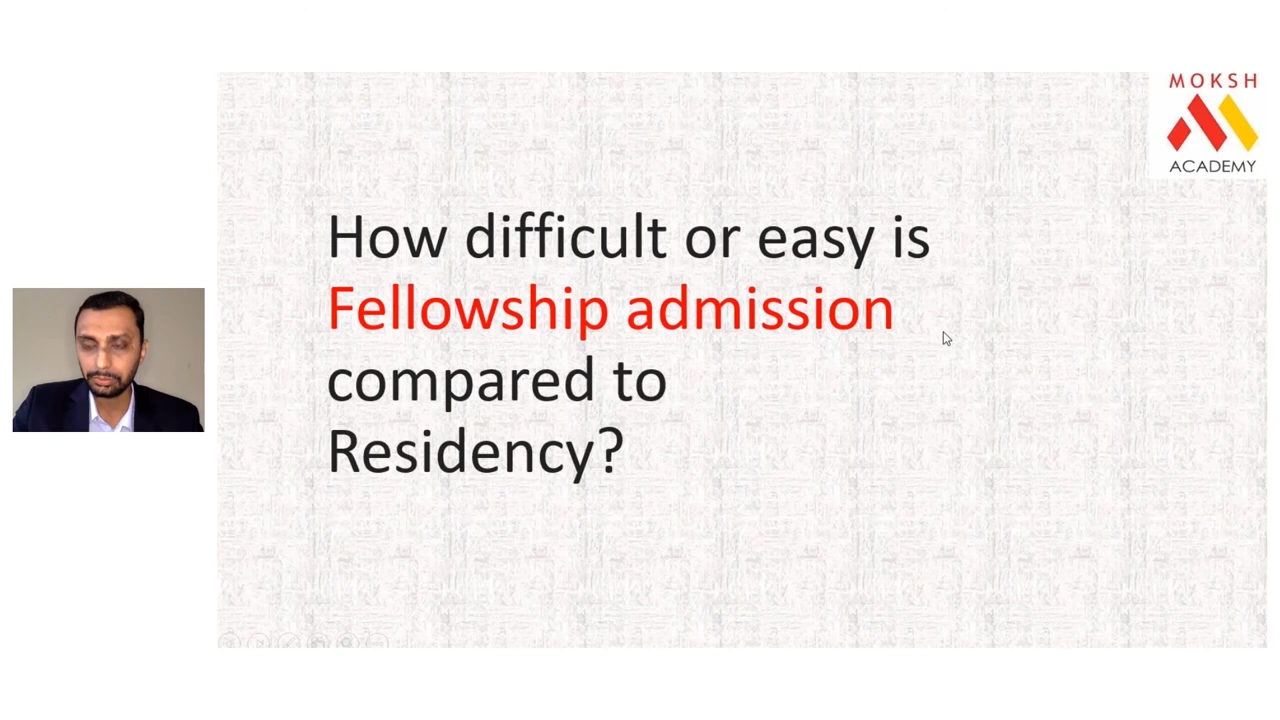 MOKSH
ACADEMY
How difficult or easy is
Fellowship admission
compared to
Residency?